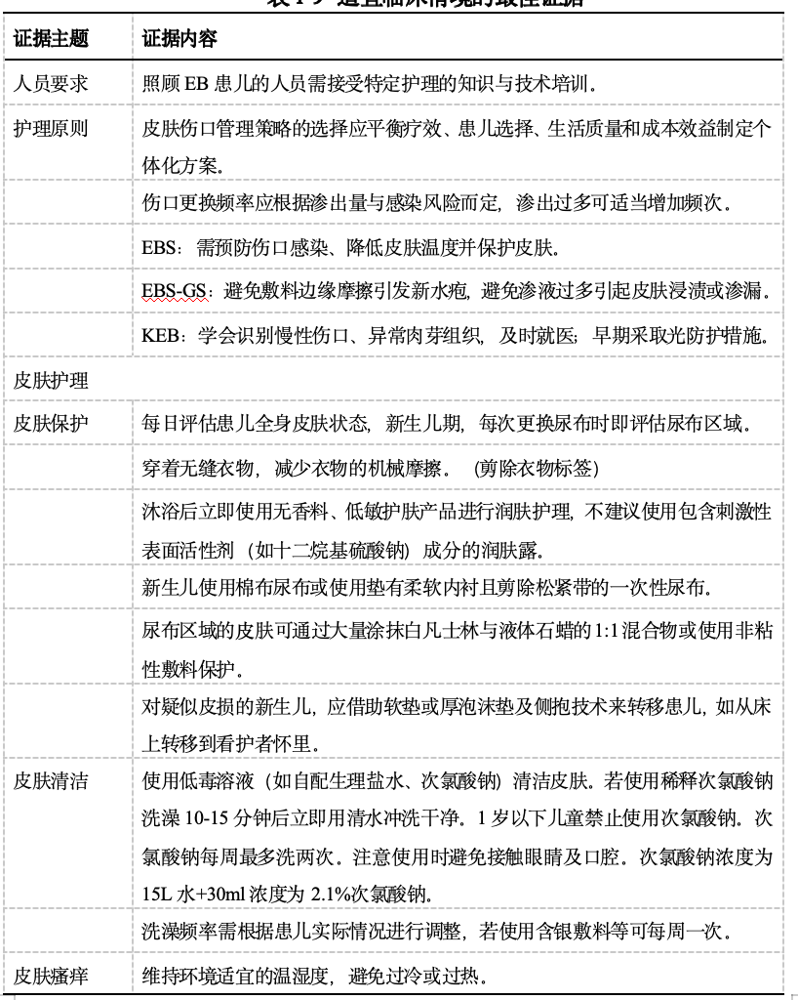 表 1-9 适宜临床情境的最佳证据
证据主题 证据内容
人员要求 照顾 EB 患儿的人员需接受特定护理的知识与技术培训。
护理原则 皮肤伤口管理策略的选择应平衡疗效、患儿选择、生活质量和成本效益制定个
体化方案。
伤口更换频率应根据渗出量与感染风险而定，渗出过多可适当增加频次。
EBS：需预防伤口感染、降低皮肤温度并保护皮肤。
EBS-GS：避免敷料边缘摩擦引发新水疱，避免渗液过多引起皮肤浸渍或渗漏。
KEB：学会识别慢性伤口、异常肉芽组织，及时就医；早期采取光防护措施。
皮肤护理
皮肤保护 每日评估患儿全身皮肤状态，新生儿期，每次更换尿布时即评估尿布区域。
穿着无缝衣物，减少衣物的机械摩擦。（剪除衣物标签）
沐浴后立即使用无香料、低敏护肤产品进行润肤护理，不建议使用包含刺激性
表面活性剂（如十二烷基硫酸钠）成分的润肤露。
新生儿使用棉布尿布或使用垫有柔软内衬且剪除松紧带的一次性尿布。
尿布区域的皮肤可通过大量涂抹白凡士林与液体石蜡的 1:1 混合物或使用非粘
性敷料保护。
对疑似皮损的新生儿，应借助软垫或厚泡沫垫及侧抱技术来转移患儿，如从床
上转移到看护者怀里。
皮肤清洁 使用低毒溶液（如自配生理盐水、次氯酸钠）清洁皮肤。若使用稀释次氯酸钠
洗澡 10-15 分钟后立即用清水冲洗干净。1 岁以下儿童禁止使用次氯酸钠。次
氯酸钠每周最多洗两次。注意使用时避免接触眼睛及口腔。次氯酸钠浓度为
15L 水+30ml 浓度为 2.1%次氯酸钠。
洗澡频率需根据患儿实际情况进行调整，若使用含银敷料等可每周一次。
皮肤瘙痒 维持环境适宜的温湿度，避免过冷或过热。